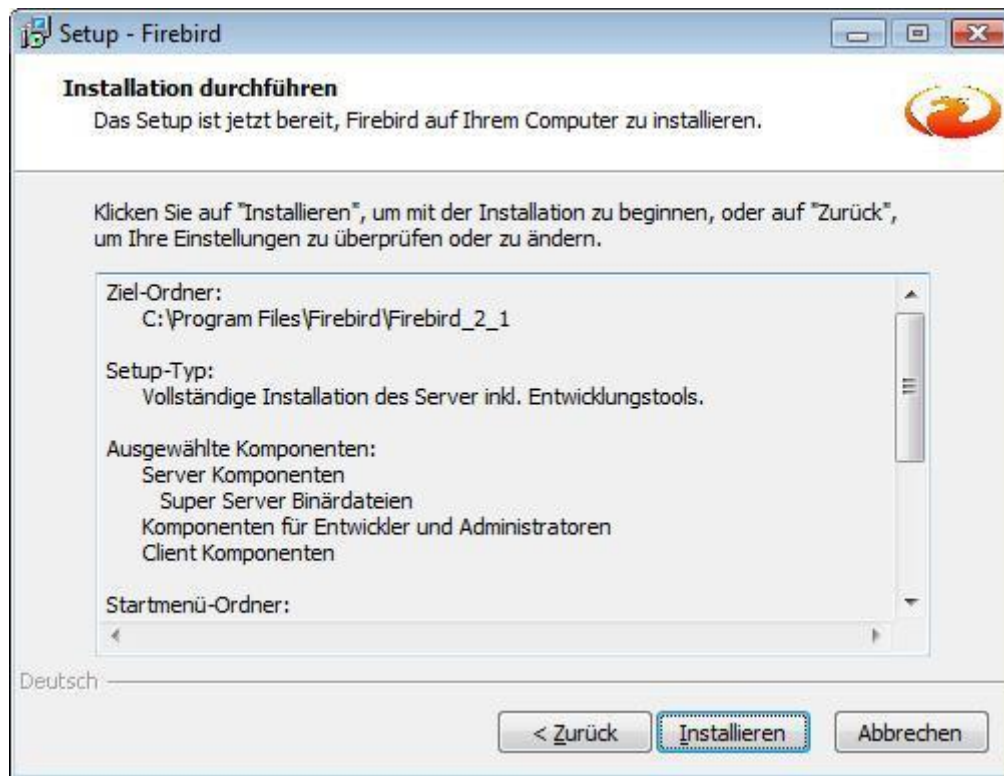 Setup - Firebird
Installation durchführen
Das Setup ist jetzt bereit, Firebird auf Ihrem Computer zu installieren.
Klicken Sie auf "Installieren", um mit der Installation zu beginnen, oder auf "Zurück",
um Ihre Einstellungen zu überprüfen oder zu ändern.
Ziel-Ordner:
C:\Program Files\Firebird\Firebird_2_1
Setup-Typ:
Vollständige Installation des Server inkl. Entwicklungstools.
Ausgewählte Komponenten:
Server Komponenten
Super Server Binärdateien
Komponenten für Entwickler und Administratoren
Client Komponenten
Startmenü-Ordner:
Deutsch
< Zurück
Installieren
Abbrechen